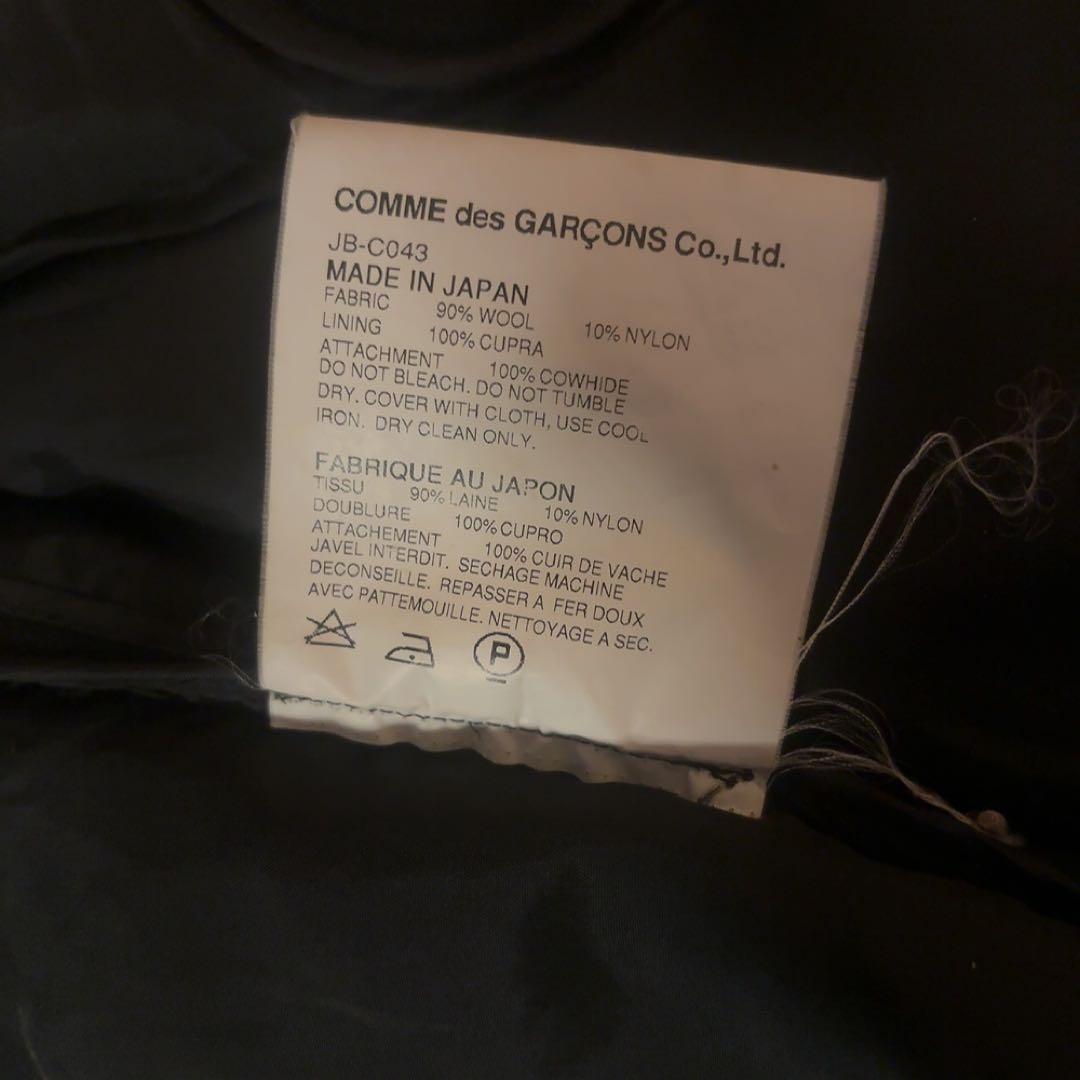 COMME des GARÇONS Co.,Ltd.
JB-C043
MADE IN JAPAN
FABRIC 90% WOOL 10% NYLON
LINING 100% CUPRA
ATTACHMENT 100% COWHIDE
DO NOT BLEACH. DO NOT TUMBLE
DRY. COVER WITH CLOTH, USE COOL
IRON. DRY CLEAN ONLY.
FABRIQUE AU JAPON
TISSU 90% LAINE 10% NYLON
DOUBLURE 100% CUPRO
ATTACHEMENT 100% CUIR DE VACHE
JAVEL INTERDIT. SECHAGE MACHINE
DECONSEILLE. REPASSER A FER DOUX
AVEC PATTEMOUILLE. NETTOYAGE A SEC.
P